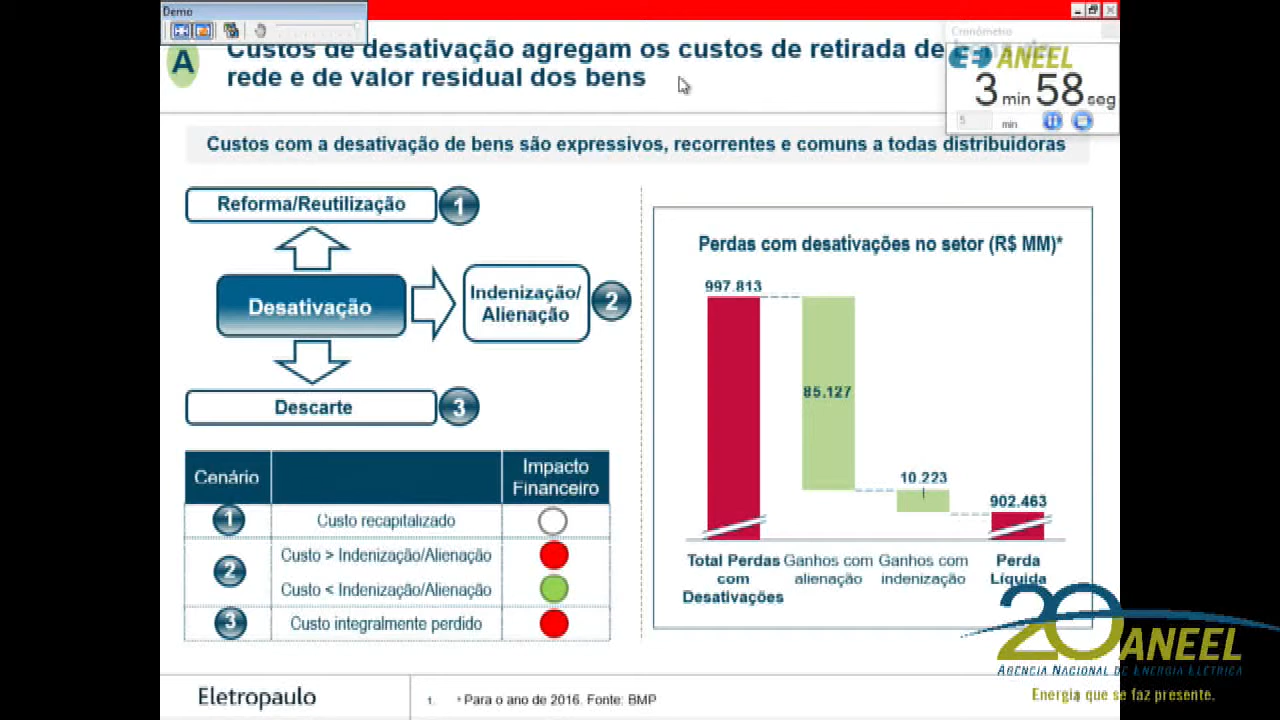 Demo
Cronômetro
ANEEL
3 min 58 seg
5
min
A
Custos de desativação agregam os custos de retirada de
rede e de valor residual dos bens
Custos com a desativação de bens são expressivos, recorrentes e comuns a todas distribuidoras
Reforma/Reutilização 1
Desativação
Indenização/
Alienação
2
Descarte 3
Cenário
Impacto
Financeiro
1 Custo recapitalizado
2
Custo > Indenização/Alienação
Custo < Indenização/Alienação
3 Custo integralmente perdido
Perdas com desativações no setor (R$ MM)*
997.813
85.127
10.223
902.463
Total Perdas
com
Desativações
Ganhos com
alienação
Ganhos com
indenização
Perda
Líquida
Eletropaulo
1. * Para o ano de 2016. Fonte: BMP
20 ANEEL
AGÊNCIA NACIONAL DE ENERGIA ELÉTRICA
Energia que se faz presente.